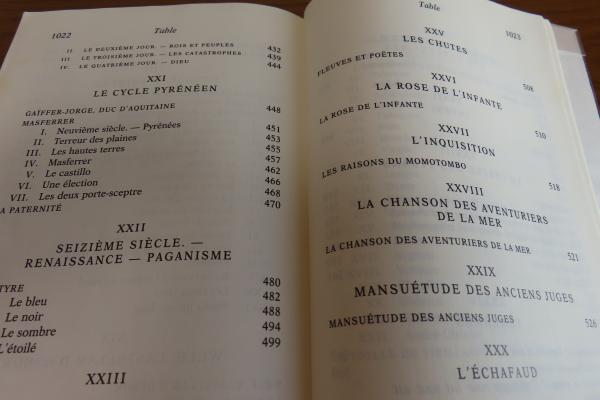 1022
Table
II. LE DEUXIÈME JOUR. — ROIS ET PEUPLES 432
III. LE TROISIÈME JOUR. — LES CATASTROPHES 439
IV. LE QUATRIÈME JOUR. — DIEU 444
XXI
LE CYCLE PYRÉNÉEN
GAÏFFER-JORGE, DUC D'AQUITAINE 448
MASFERRER
I. Neuvième siècle. — Pyrénées 451
II. Terreur des plaines 453
III. Les hautes terres 455
IV. Masferrer 457
V. Le castillo 462
VI. Une élection 466
VII. Les deux porte-sceptre 468
A PATERNITÉ 470
XXII
SEIZIÈME SIÈCLE. —
RENAISSANCE — PAGANISME
TYRE 480
Le bleu 482
Le noir 488
Le sombre 494
L'étoilé 499
XXIII
Table
1023
XXV
LES CHUTES
FLEUVES ET POÈTES 508
XXVI
LA ROSE DE L'INFANTE
LA ROSE DE L'INFANTE 510
XXVII
L'INQUISITION
LES RAISONS DU MOMOTOMBO 518
XXVIII
LA CHANSON DES AVENTURIERS
DE LA MER
LA CHANSON DES AVENTURIERS DE LA MER 521
XXIX
MANSUÉTUDE DES ANCIENS JUGES
MANSUÉTUDE DES ANCIENS JUGES 526
XXX
L'ÉCHAFAUD